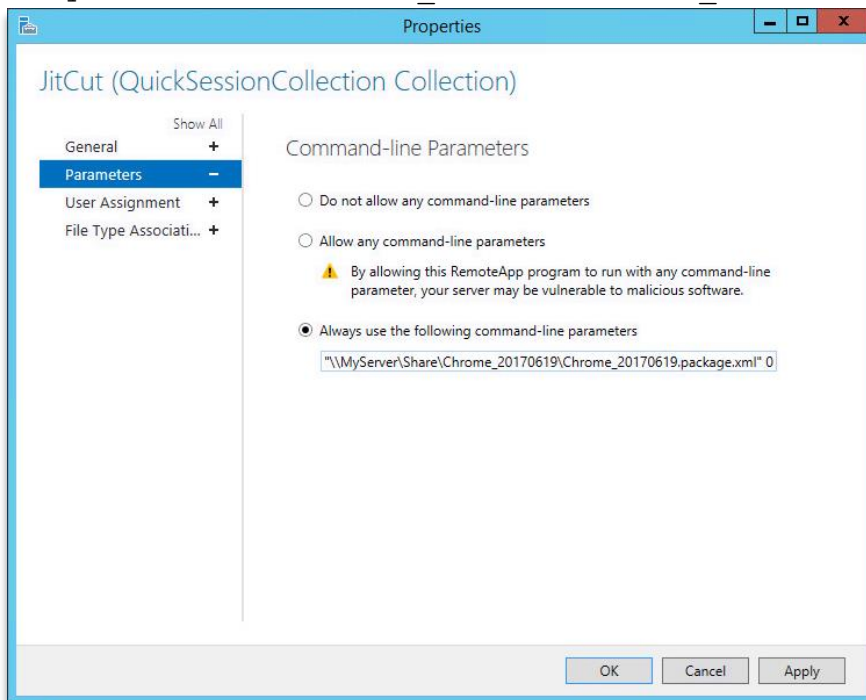 Properties
JitCut (QuickSessionCollection Collection)
Show All
General +
Parameters −
User Assignment +
File Type Associati... +
Command-line Parameters
Do not allow any command-line parameters
Allow any command-line parameters
By allowing this RemoteApp program to run with any command-line
parameter, your server may be vulnerable to malicious software.
Always use the following command-line parameters
"\\MyServer\Share\Chrome_20170619\Chrome_20170619.package.xml" 0
OK Cancel Apply